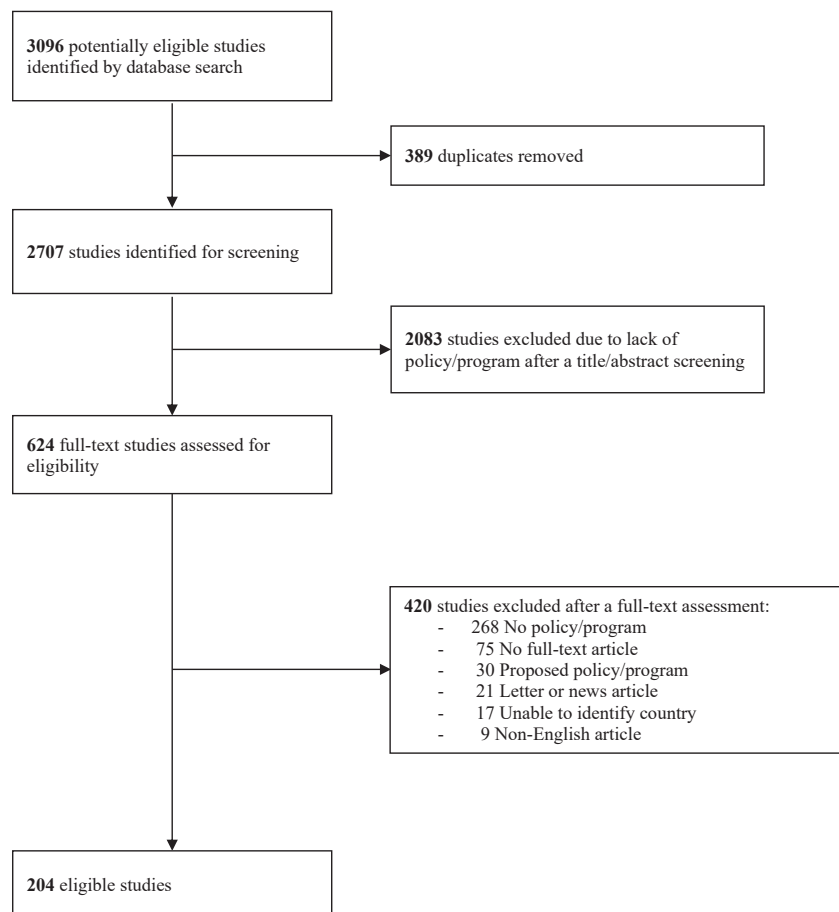 3096 potentially eligible studies
identified by database search
389 duplicates removed
2707 studies identified for screening
2083 studies excluded due to lack of
policy/program after a title/abstract screening
624 full-text studies assessed for
eligibility
420 studies excluded after a full-text assessment:
- 268 No policy/program
- 75 No full-text article
- 30 Proposed policy/program
- 21 Letter or news article
- 17 Unable to identify country
- 9 Non-English article
204 eligible studies